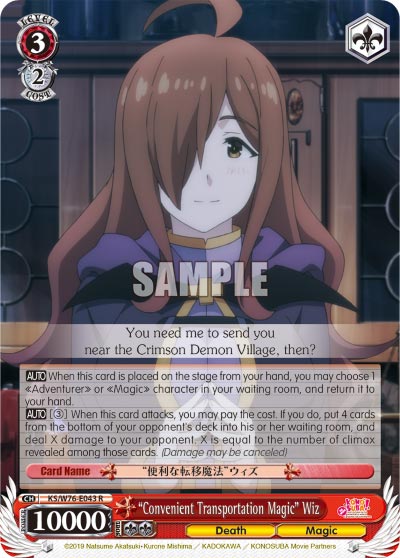 LEVEL
3
2
COST
SAMPLE
You need me to send you
near the Crimson Demon Village, then?
AUTO When this card is placed on the stage from your hand, you may choose 1
«Adventurer» or «Magic» character in your waiting room, and return it to
your hand.
AUTO [③] When this card attacks, you may pay the cost. If you do, put 4 cards
from the bottom of your opponent's deck into his or her waiting room, and
deal X damage to your opponent. X is equal to the number of climax
revealed among those cards. (Damage may be canceled)
Card Name "便利な転移魔法"ウィズ
CH KS/W76-E043 R
POWER 10000 SOUL "Convenient Transportation Magic" Wiz
Death Magic
©2019 Natsume Akatsuki・Kurone Mishima / KADOKAWA / KONOSUBA Movie Partners